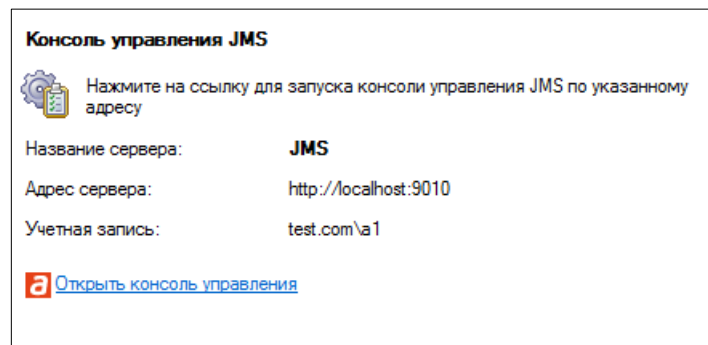 Консоль управления JMS
Нажмите на ссылку для запуска консоли управления JMS по указанному
адресу
Название сервера: JMS
Адрес сервера: http://localhost:9010
Учетная запись: test.com\a1
a Открыть консоль управления